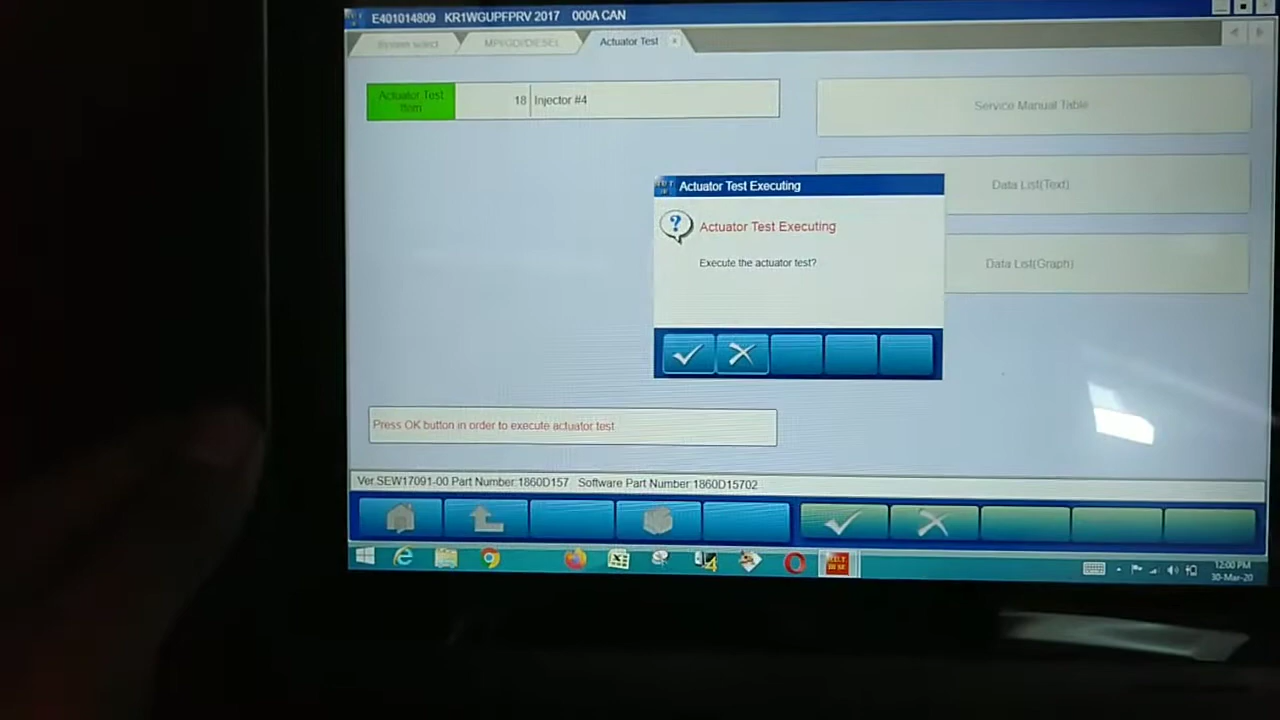 E401014809 KR1WGUPFPRV 2017 000A CAN
System select
MPI/GDI/DIESEL
Actuator Test
Actuator Test
Item
18 Injector #4
Service Manual Table
Data List(Text)
Data List(Graph)
Actuator Test Executing
Actuator Test Executing
Execute the actuator test?
Press OK button in order to execute actuator test
Ver.SEW17091-00 Part Number:1860D157 Software Part Number:1860D15702
12:00 PM
30-Mar-20